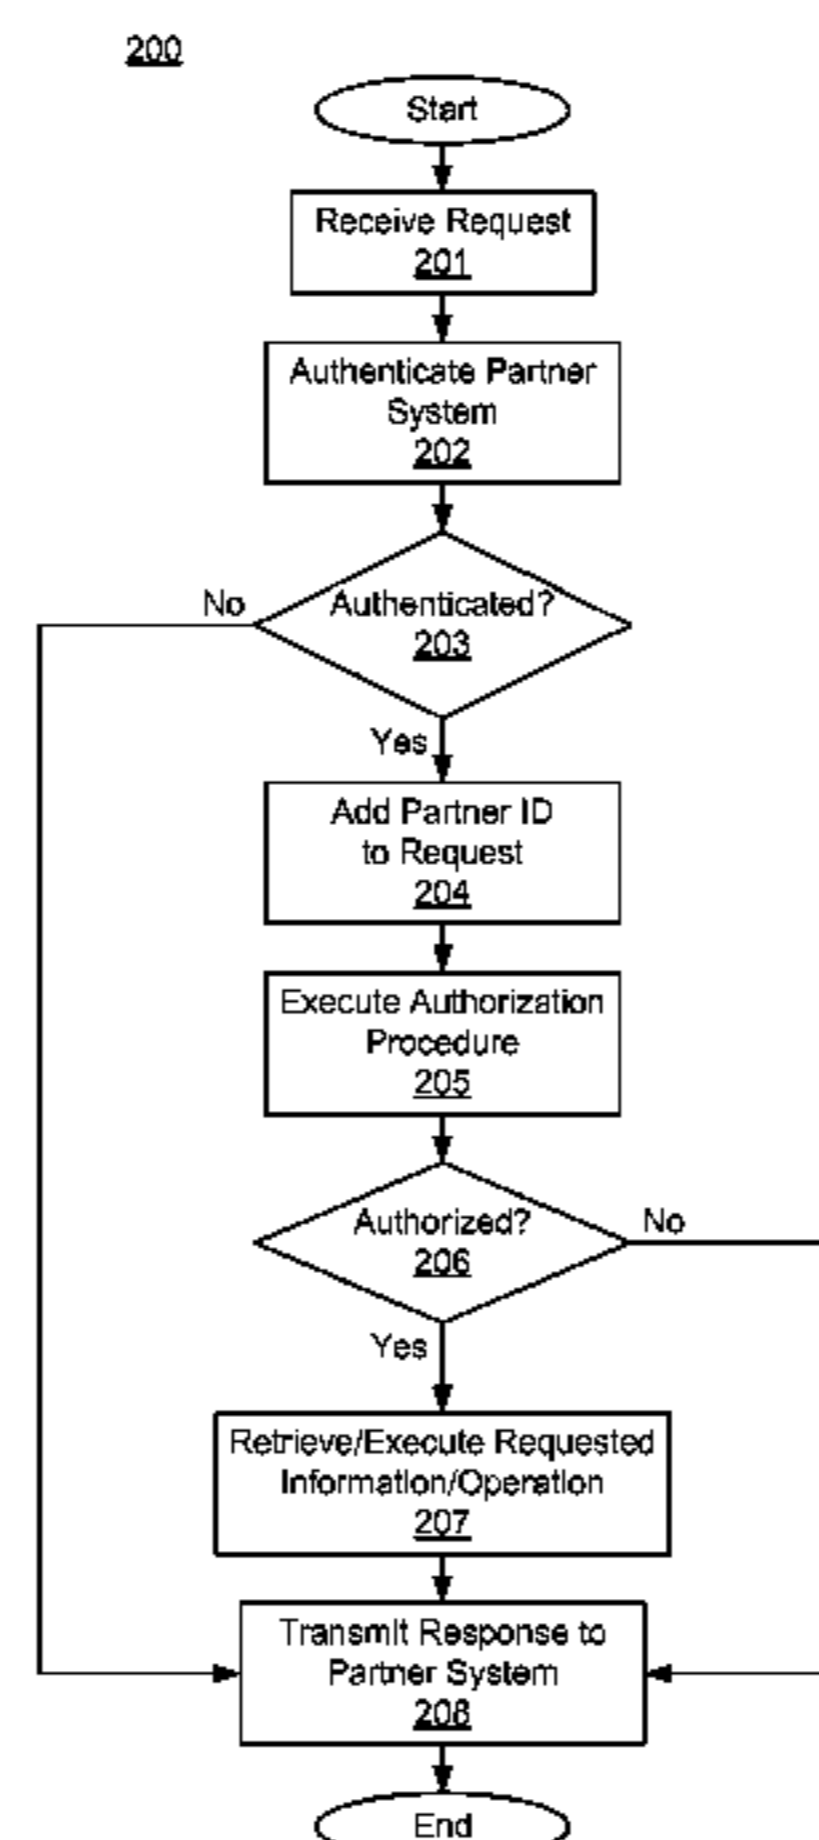 200
Start
Receive Request
201
Authenticate Partner
System
202
No
Authenticated?
203
Yes
Add Partner ID
to Request
204
Execute Authorization
Procedure
205
Authorized?
206
No
Yes
Retrieve/Execute Requested
Information/Operation
207
Transmit Response to
Partner System
208
End